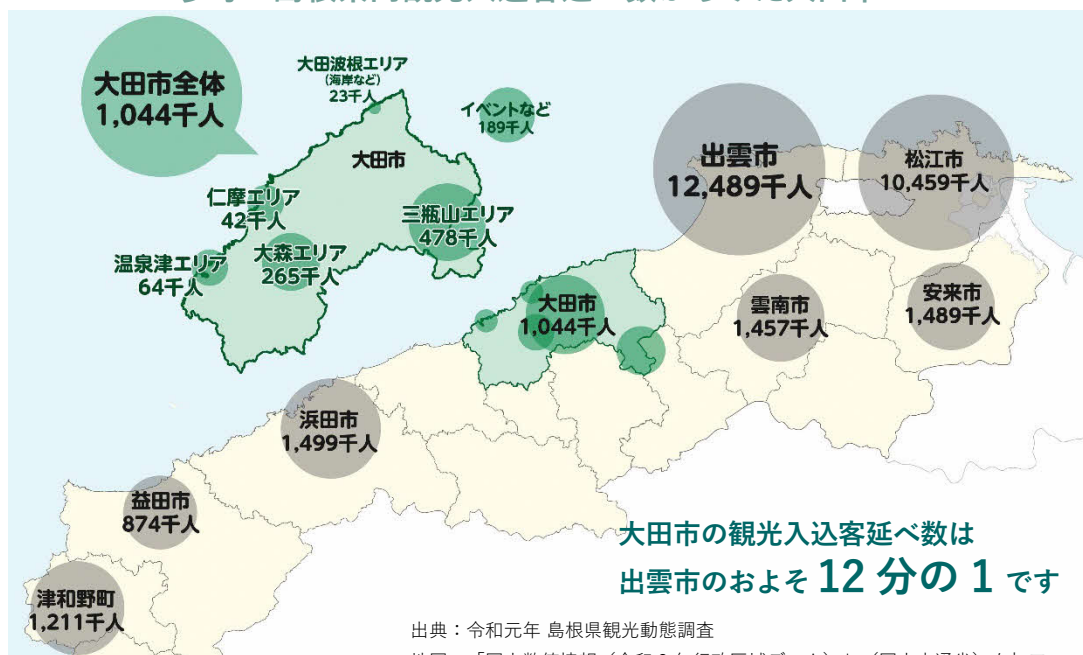 大田市全体
1,044千人
大田波根エリア
(海岸など)
23千人
イベントなど
189千人
大田市
仁摩エリア
42千人
三瓶山エリア
478千人
温泉津エリア
64千人
大森エリア
265千人
出雲市
12,489千人
松江市
10,459千人
大田市
1,044千人
雲南市
1,457千人
安来市
1,489千人
浜田市
1,499千人
益田市
874千人
津和野町
1,211千人
大田市の観光入込客延べ数は
出雲市のおよそ 12 分の 1 です
出典：令和元年 島根県観光動態調査